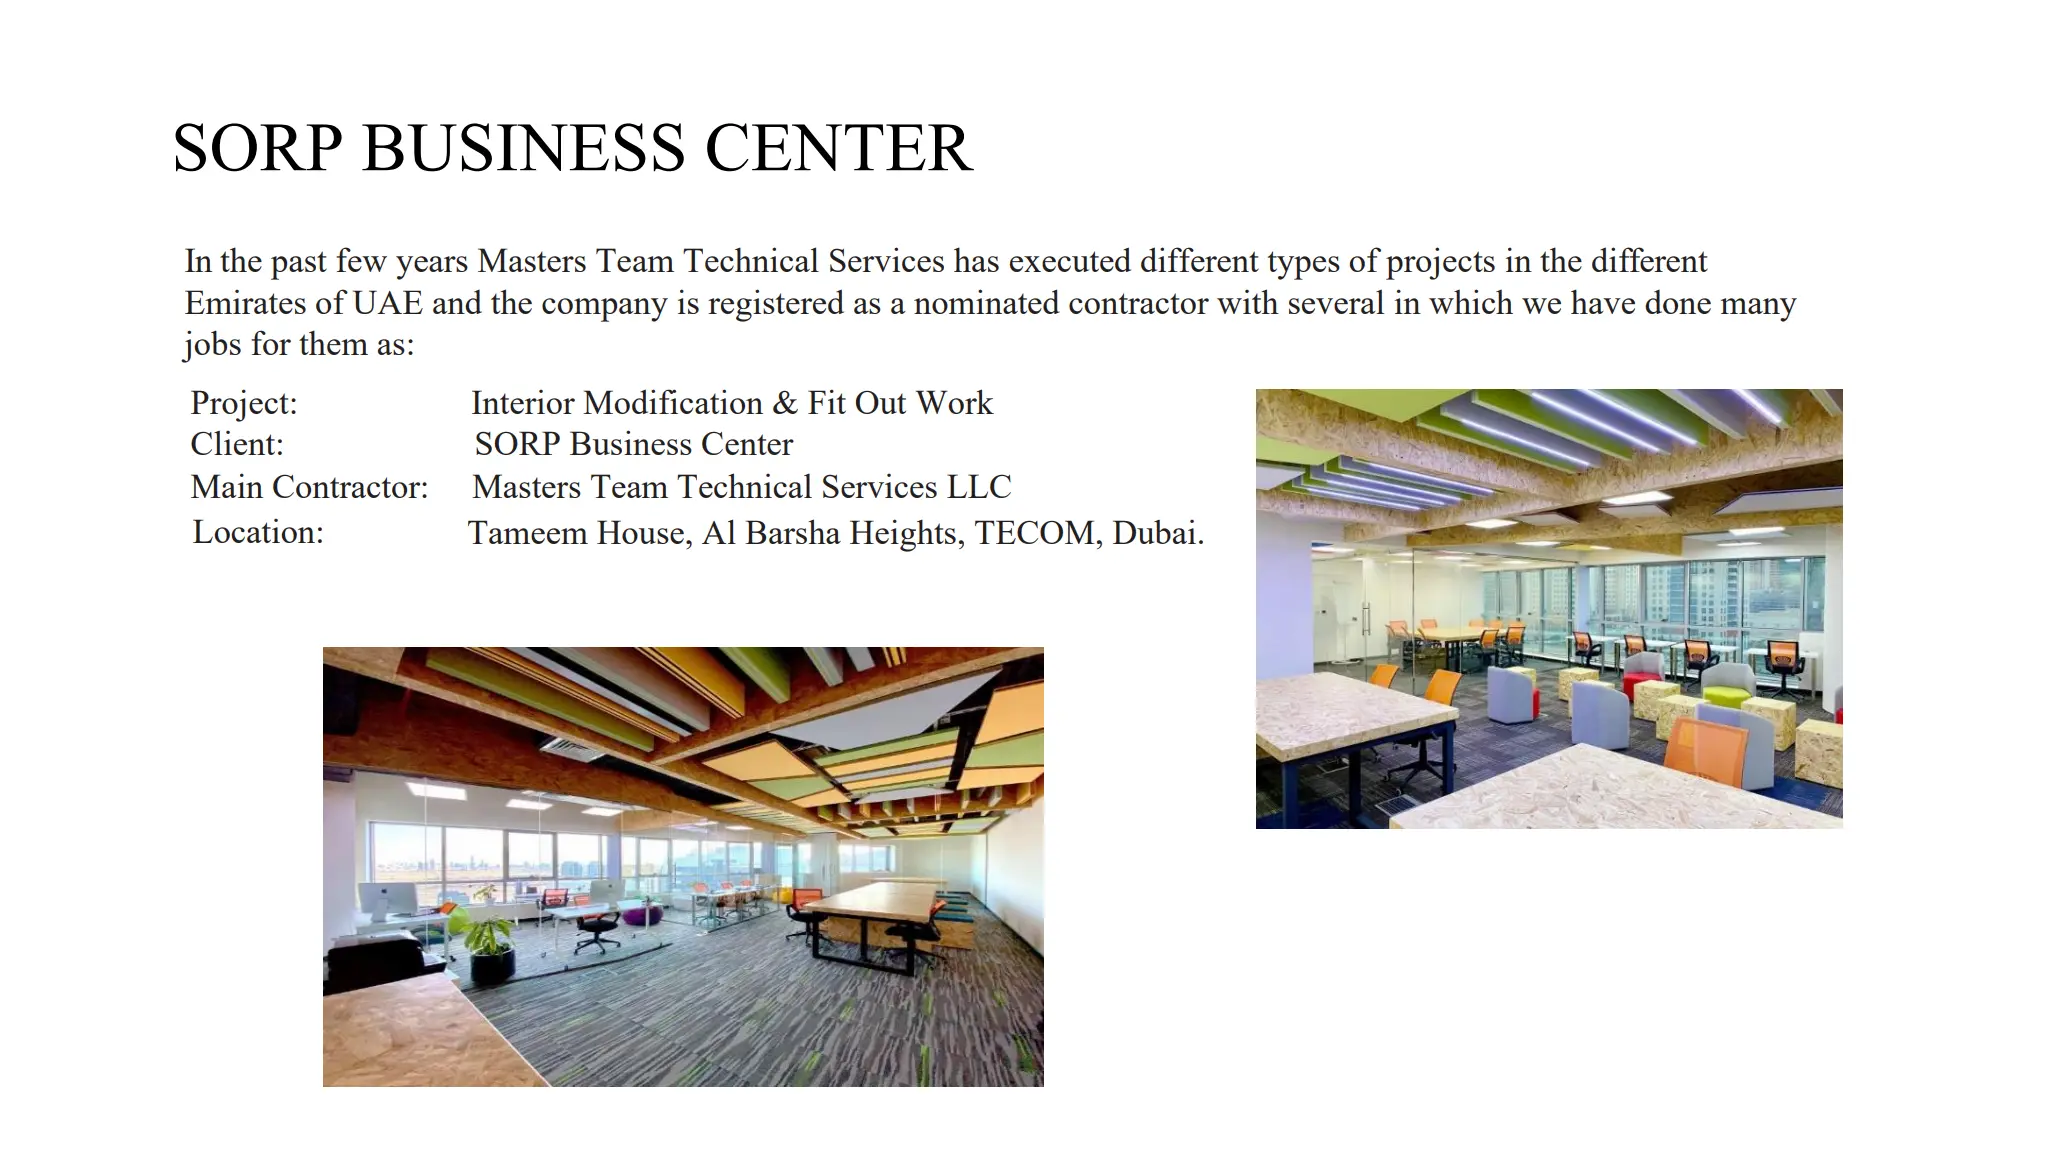 SORP BUSINESS CENTER
In the past few years Masters Team Technical Services has executed different types of projects in the different
Emirates of UAE and the company is registered as a nominated contractor with several in which we have done many
jobs for them as:
Project: Interior Modification & Fit Out Work
Client: SORP Business Center
Main Contractor: Masters Team Technical Services LLC
Location: Tameem House, Al Barsha Heights, TECOM, Dubai.